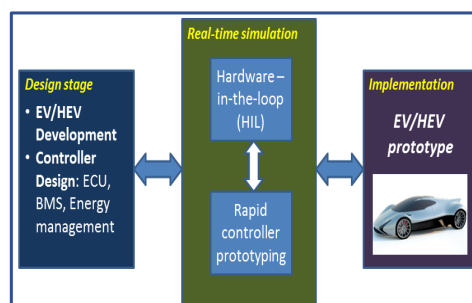 Design stage
• EV/HEV
Development
• Controller
Design: ECU,
BMS, Energy
management
Real-time simulation
Hardware –
in-the-loop
(HIL)
Rapid
controller
prototyping
Implementation
EV/HEV
prototype